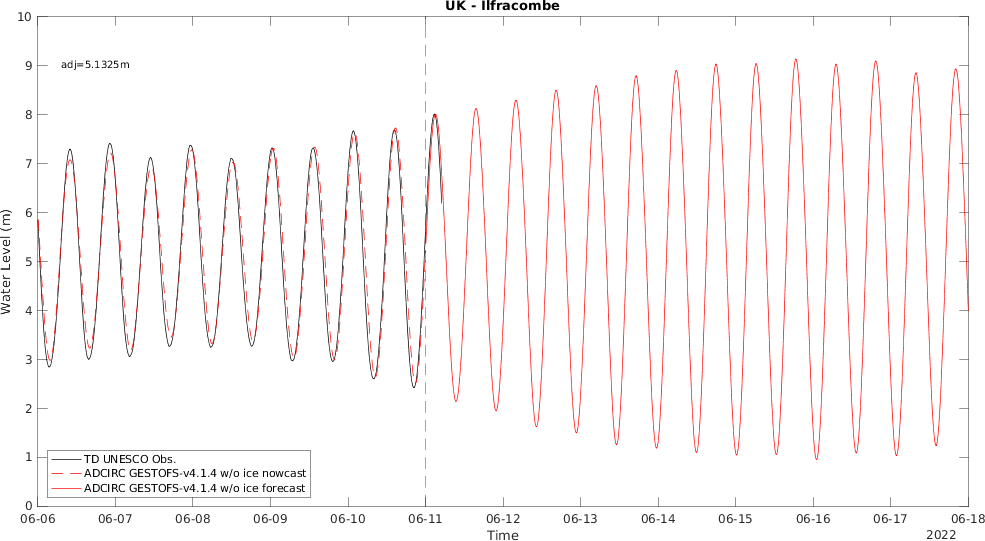 UK - Ilfracombe
10
9
8
7
6
5
4
3
2
1
0
Water Level (m)
adj=5.1325m
TD UNESCO Obs.
ADCIRC GESTOFS-v4.1.4 w/o ice nowcast
ADCIRC GESTOFS-v4.1.4 w/o ice forecast
06-06 06-07 06-08 06-09 06-10 06-11 06-12 06-13 06-14 06-15 06-16 06-17 06-18
Time
2022